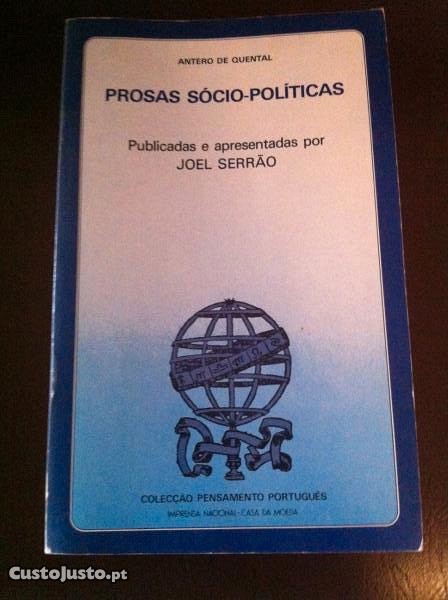 ANTERO DE QUENTAL
PROSAS SÓCIO-POLÍTICAS
Publicadas e apresentadas por
JOEL SERRÃO
COLECÇÃO PENSAMENTO PORTUGUÊS
IMPRENSA NACIONAL-CASA DA MOEDA
CustoJusto.pt